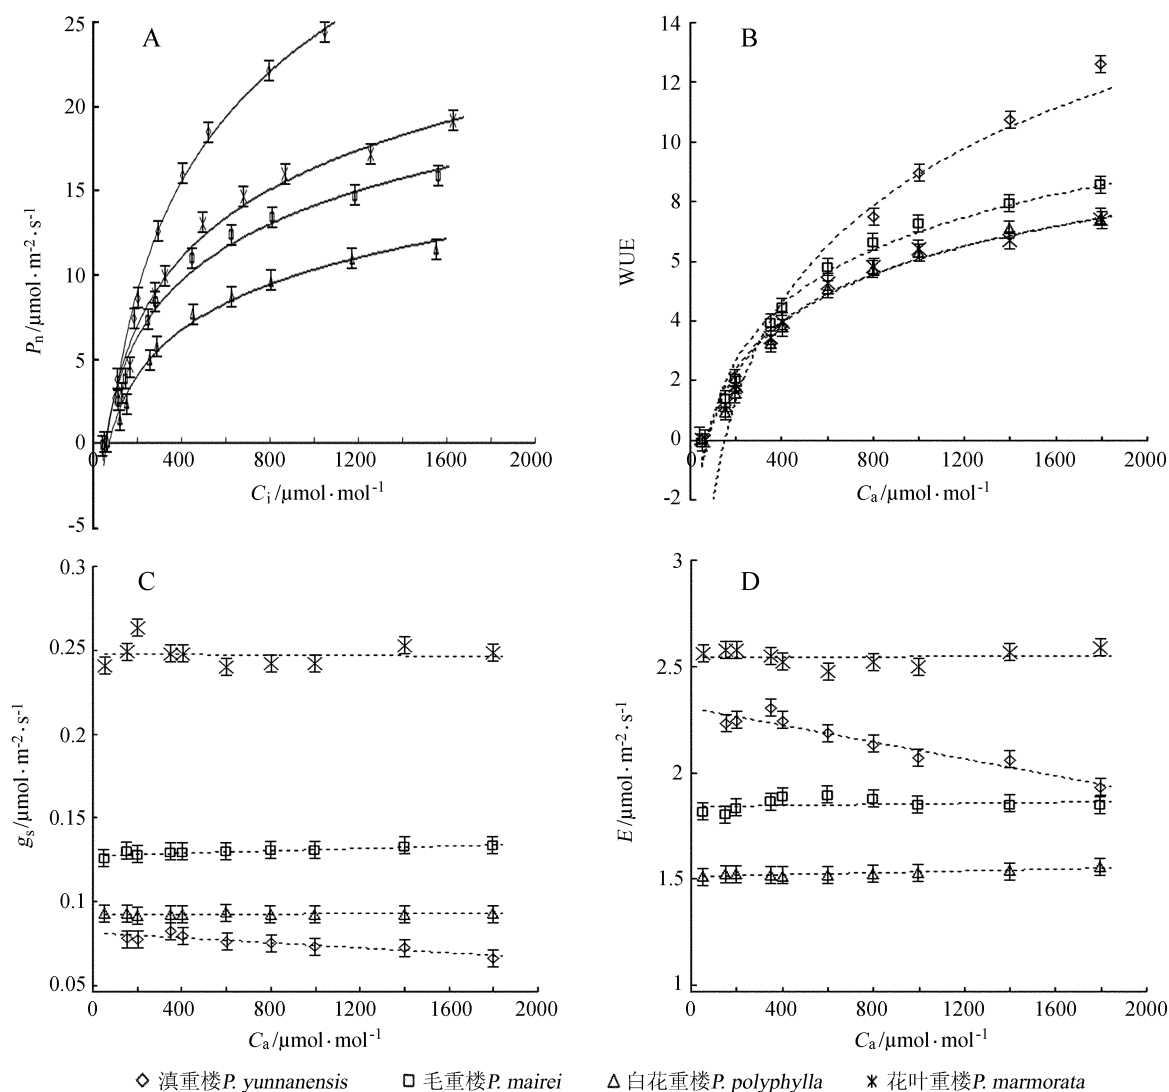 A
25
20
15
10
5
0
-5
Pn/μmol·m-2·s-1
0 400 800 1200 1600 2000
Ci/μmol·mol-1
B
14
12
10
8
5
4
2
0
-2
WUE
0 400 800 1200 1600 2000
Ca/μmol·mol-1
C
0.3
0.25
0.2
0.15
0.1
0.05
gs/μmol·m-2·s-1
0 400 800 1200 1600 2000
Ca/μmol·mol-1
D
3
2.5
2
1.5
1
E/μmol·m-2·s-1
0 400 800 1200 1600 2000
Ca/μmol·mol-1
滇重楼P. yunnanensis 毛重楼P. mairei 白花重楼P. polyphylla 花叶重楼P. marmorata